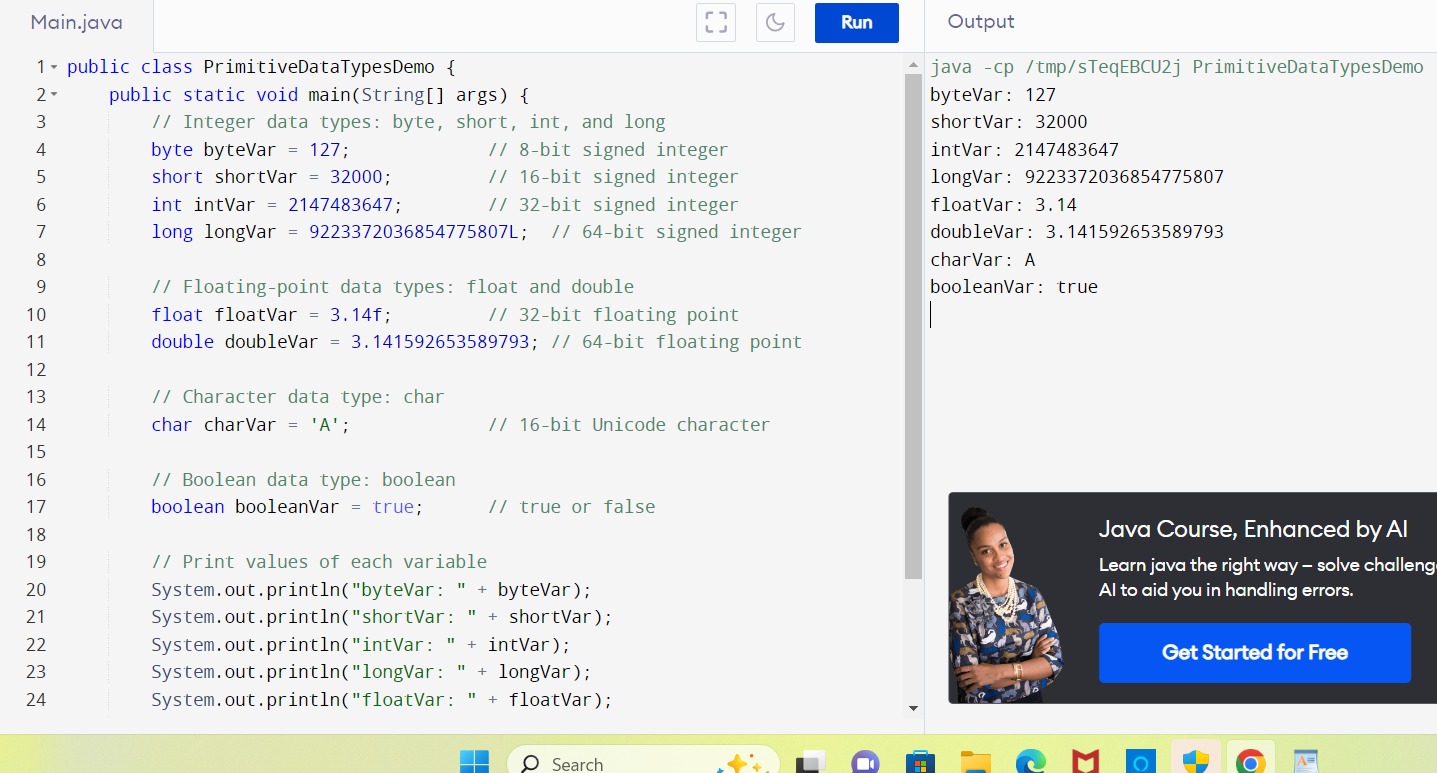 Main.java
Run
Output
1 public class PrimitiveDataTypesDemo {
2 public static void main(String[] args) {
3 // Integer data types: byte, short, int, and long
4 byte byteVar = 127; // 8-bit signed integer
5 short shortVar = 32000; // 16-bit signed integer
6 int intVar = 2147483647; // 32-bit signed integer
7 long longVar = 9223372036854775807L; // 64-bit signed integer
8
9 // Floating-point data types: float and double
10 float floatVar = 3.14f; // 32-bit floating point
11 double doubleVar = 3.141592653589793; // 64-bit floating point
12
13 // Character data type: char
14 char charVar = 'A'; // 16-bit Unicode character
15
16 // Boolean data type: boolean
17 boolean booleanVar = true; // true or false
18
19 // Print values of each variable
20 System.out.println("byteVar: " + byteVar);
21 System.out.println("shortVar: " + shortVar);
22 System.out.println("intVar: " + intVar);
23 System.out.println("longVar: " + longVar);
24 System.out.println("floatVar: " + floatVar);
java -cp /tmp/sTeqEBCU2j PrimitiveDataTypesDemo
byteVar: 127
shortVar: 32000
intVar: 2147483647
longVar: 9223372036854775807
floatVar: 3.14
doubleVar: 3.141592653589793
charVar: A
booleanVar: true
Java Course, Enhanced by AI
Learn java the right way – solve challeng
AI to aid you in handling errors.
Get Started for Free
Search